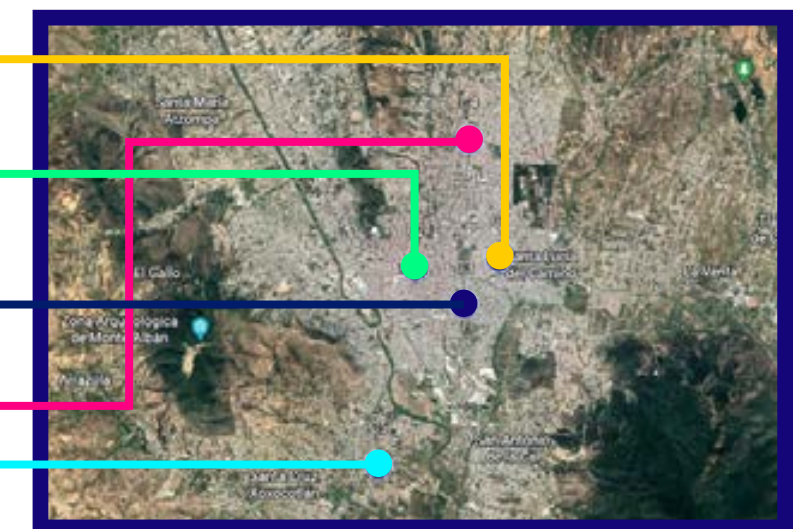 Santa María
Atzompa
El Gallo
Santa Lucía
del Camino
La Venta
Zona Arqueológica
de Monte Albán
San Antonio
Santa Cruz
Xoxocotlán